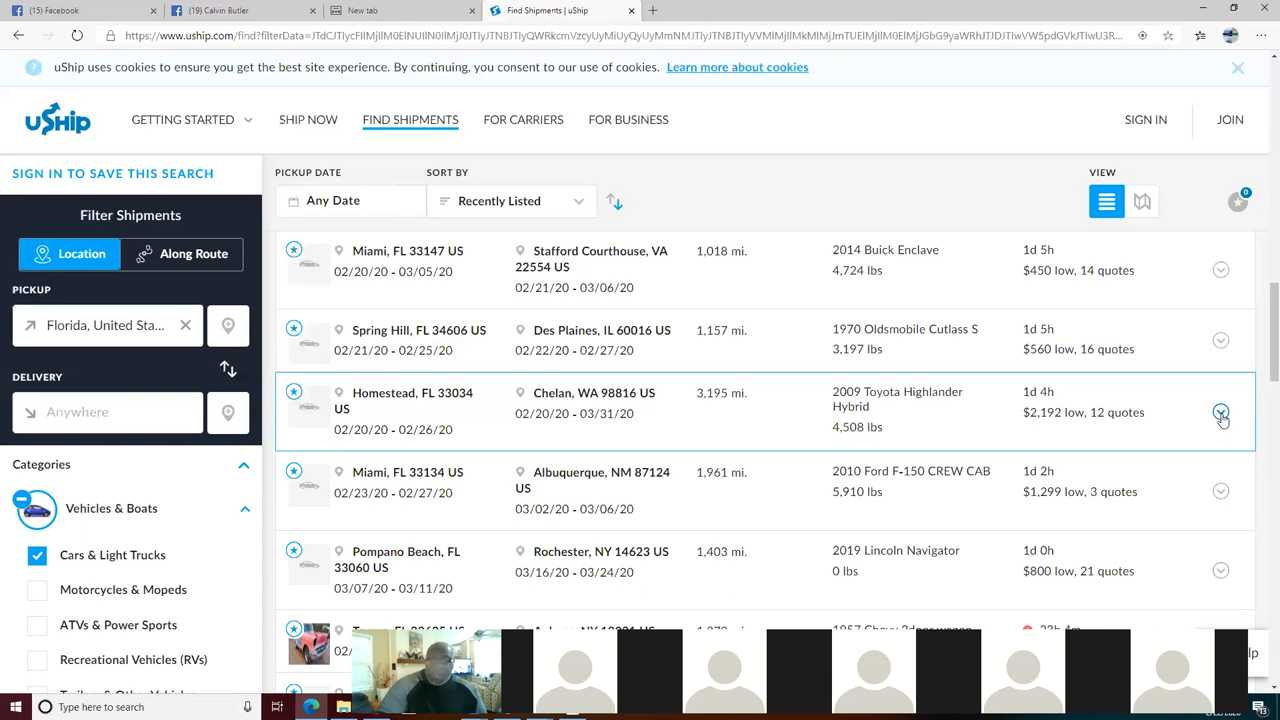 (15) Facebook
(19) Calvin Butler
New tab
Find Shipments | uShip
uShip uses cookies to ensure you get the best site experience. By continuing, you consent to our use of cookies. Learn more about cookies
uShip
GETTING STARTED
SHIP NOW
FIND SHIPMENTS
FOR CARRIERS
FOR BUSINESS
SIGN IN
JOIN
SIGN IN TO SAVE THIS SEARCH
Filter Shipments
Location
Along Route
PICKUP
Florida, United Sta...
DELIVERY
Anywhere
Categories
Vehicles & Boats
Cars & Light Trucks
Motorcycles & Mopeds
ATVs & Power Sports
Recreational Vehicles (RVs)
PICKUP DATE
Any Date
SORT BY
Recently Listed
VIEW
0
Miami, FL 33147 US
02/20/20 - 03/05/20
Stafford Courthouse, VA
22554 US
02/21/20 - 03/06/20
1,018 mi.
2014 Buick Enclave
4,724 lbs
1d 5h
$450 low, 14 quotes
Spring Hill, FL 34606 US
02/21/20 - 02/25/20
Des Plaines, IL 60016 US
02/22/20 - 02/27/20
1,157 mi.
1970 Oldsmobile Cutlass S
3,197 lbs
1d 5h
$560 low, 16 quotes
Homestead, FL 33034
US
02/20/20 - 02/26/20
Chelan, WA 98816 US
02/20/20 - 03/31/20
3,195 mi.
2009 Toyota Highlander
Hybrid
4,508 lbs
1d 4h
$2,192 low, 12 quotes
Miami, FL 33134 US
02/23/20 - 02/27/20
Albuquerque, NM 87124
US
03/02/20 - 03/06/20
1,961 mi.
2010 Ford F-150 CREW CAB
5,910 lbs
1d 2h
$1,299 low, 3 quotes
Pompano Beach, FL
33060 US
03/07/20 - 03/11/20
Rochester, NY 14623 US
03/16/20 - 03/24/20
1,403 mi.
2019 Lincoln Navigator
0 lbs
1d 0h
$800 low, 21 quotes
Type here to search